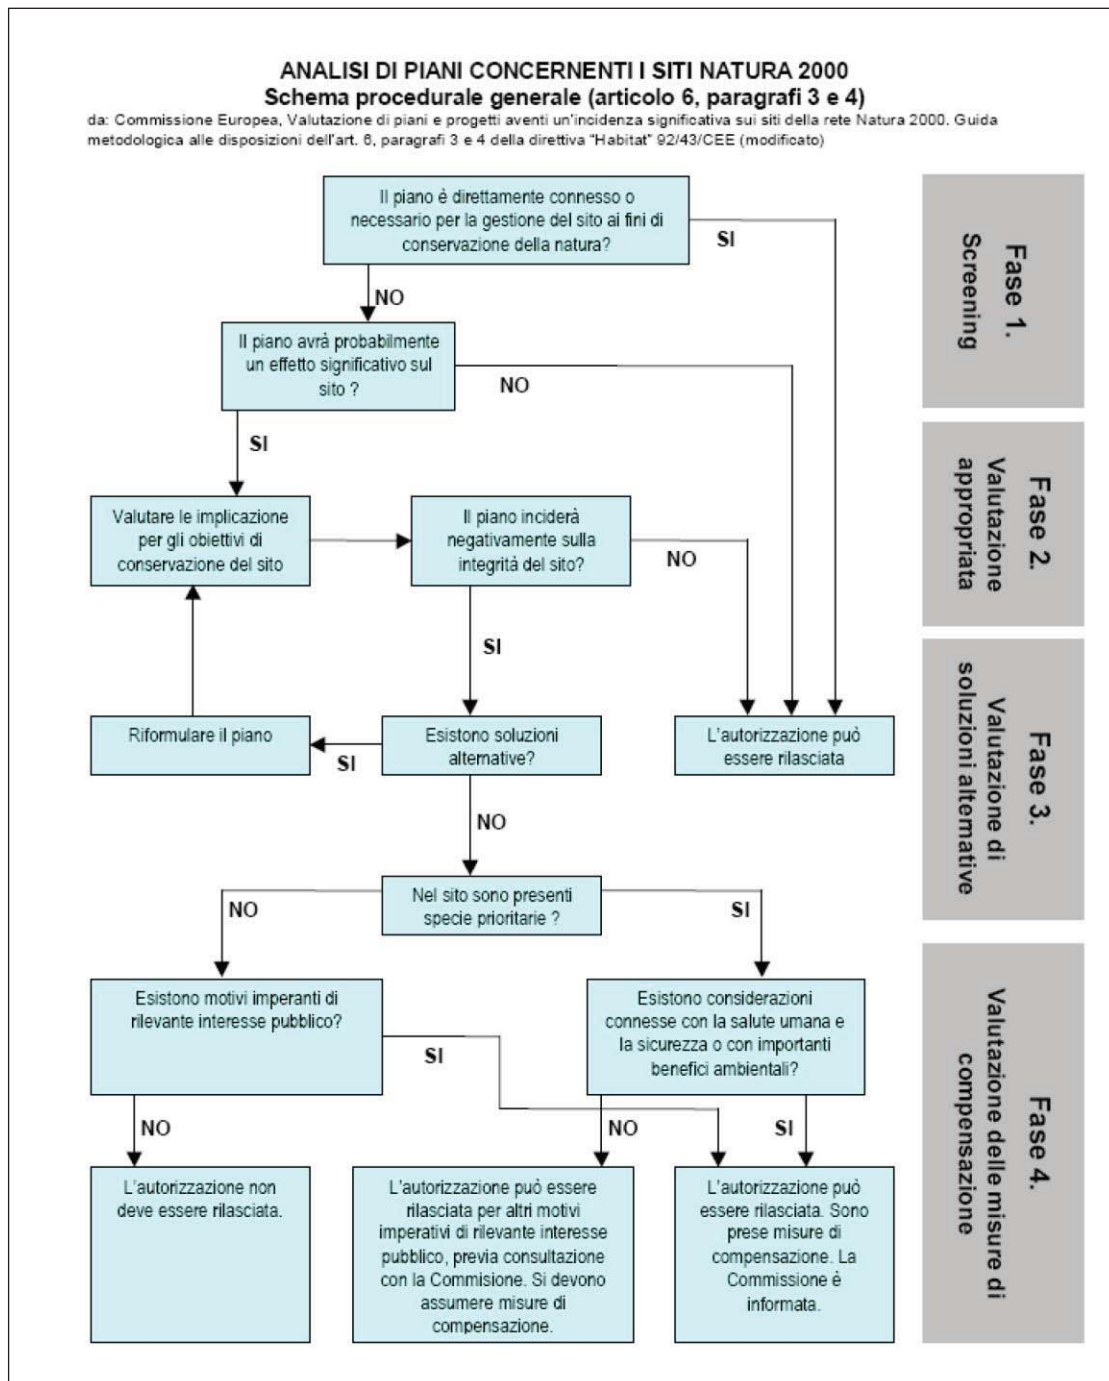 ANALISI DI PIANI CONCERNENTI I SITI NATURA 2000
Schema procedurale generale (articolo 6, paragrafi 3 e 4)
da: Commissione Europea, Valutazione di piani e progetti aventi un'incidenza significativa sui siti della rete Natura 2000. Guida
metodologica alle disposizioni dell'art. 6, paragrafi 3 e 4 della direttiva "Habitat" 92/43/CEE (modificato)
Il piano è direttamente connesso o
necessario per la gestione del sito ai fini di
conservazione della natura?
SI
NO
Fase 1.
Screening
Il piano avrà probabilmente
un effetto significativo sul
sito ?
NO
SI
Fase 2.
Valutazione
appropriata
Valutare le implicazione
per gli obiettivi di
conservazione del sito
Il piano inciderà
negativamente sulla
integrità del sito?
NO
SI
Fase 3.
Valutazione di
soluzioni alternative
Riformulare il piano
SI
Esistono soluzioni
alternative?
L'autorizzazione può
essere rilasciata
NO
Nel sito sono presenti
specie prioritarie ?
NO
SI
Fase 4.
Valutazione delle misure di
compensazione
Esistono motivi imperanti di
rilevante interesse pubblico?
SI
Esistono considerazioni
connesse con la salute umana e
la sicurezza o con importanti
benefici ambientali?
NO
NO
SI
L'autorizzazione non
deve essere rilasciata.
L'autorizzazione può essere
rilasciata per altri motivi
imperativi di rilevante interesse
pubblico, previa consultazione
con la Commisione. Si devono
assumere misure di
compensazione.
L'autorizzazione può
essere rilasciata. Sono
prese misure di
compensazione. La
Commissione è
informata.